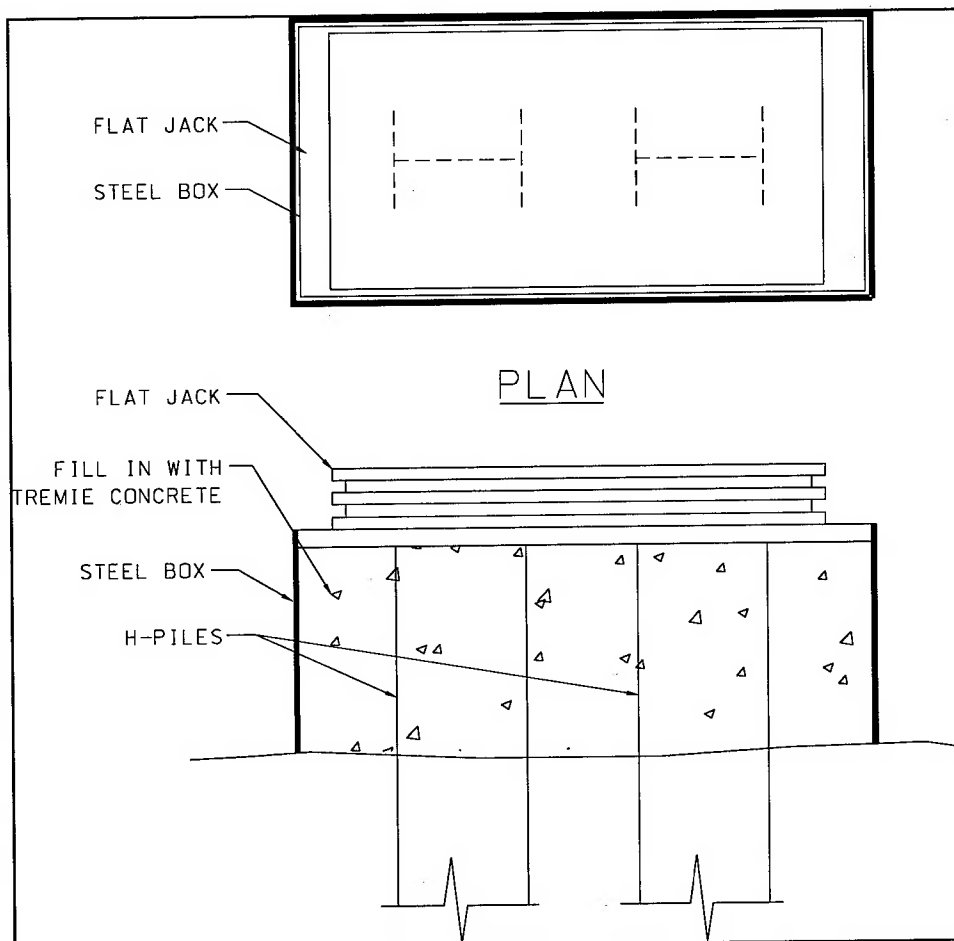 FLAT JACK
STEEL BOX
PLAN
FLAT JACK
FILL IN WITH
TREMIE CONCRETE
STEEL BOX
H-PILES